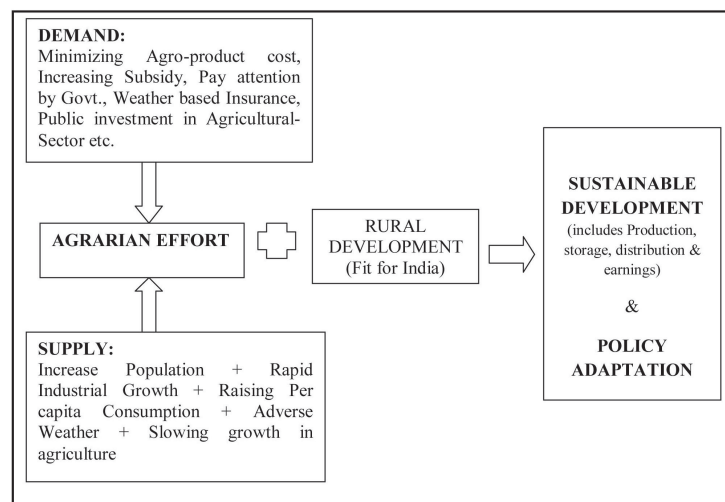 DEMAND:
Minimizing Agro-product cost,
Increasing Subsidy, Pay attention
by Govt., Weather based Insurance,
Public investment in Agricultural-
Sector etc.
AGRARIAN EFFORT
RURAL
DEVELOPMENT
(Fit for India)
SUSTAINABLE
DEVELOPMENT
(includes Production,
storage, distribution &
earnings)
&
POLICY
ADAPTATION
SUPPLY:
Increase Population + Rapid
Industrial Growth + Raising Per
capita Consumption + Adverse
Weather + Slowing growth in
agriculture